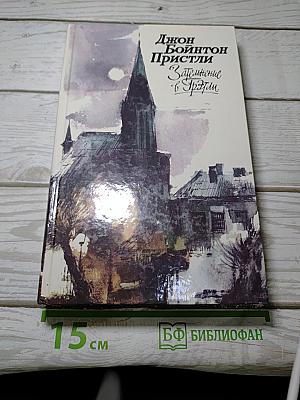 Джон
Бойнтон
Пристли
Затемнение
в Грэтли
15 см
БФ БИБЛИОФАН